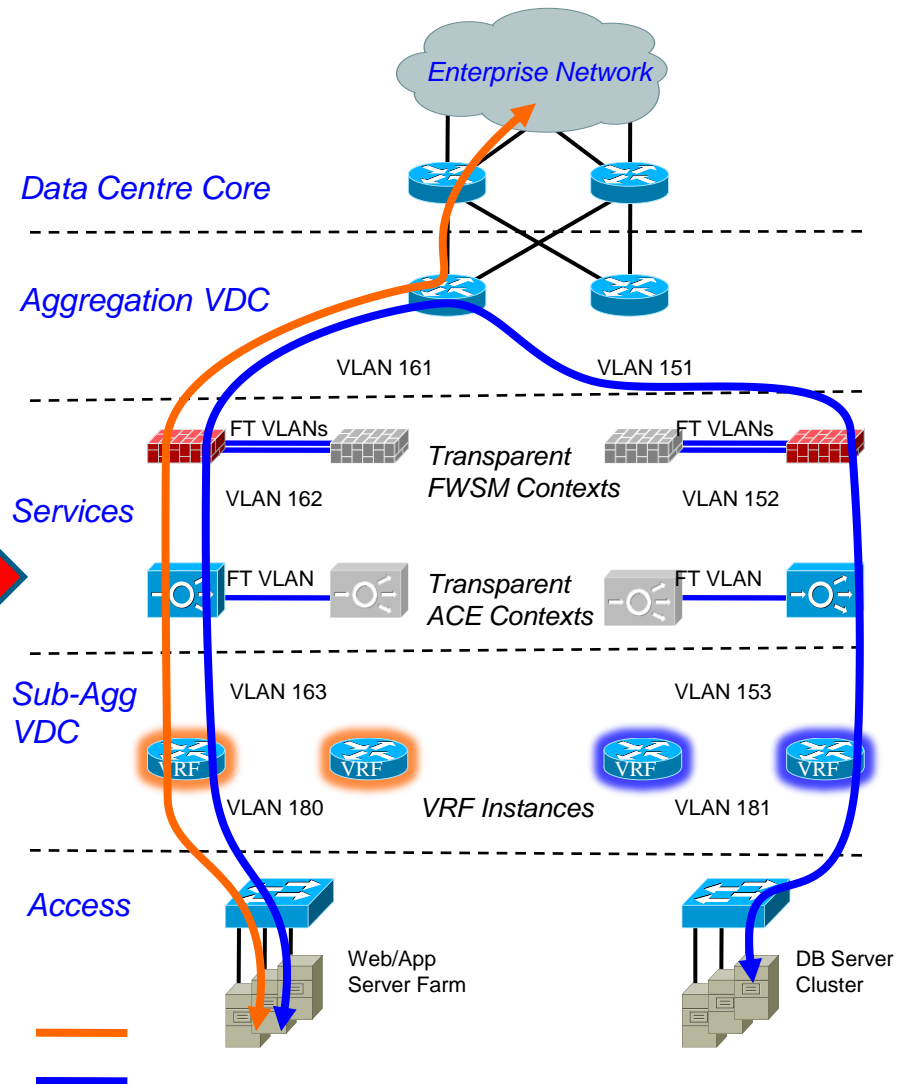 Enterprise Network
Data Centre Core
Aggregation VDC
VLAN 161
VLAN 151
FT VLANs
FT VLANs
Transparent
FWSM Contexts
Services
VLAN 162
VLAN 152
FT VLAN
Transparent
ACE Contexts
FT VLAN
Sub-Agg
VDC
VLAN 163
VLAN 153
VRF
VRF
VRF
VRF
VLAN 180
VRF Instances
VLAN 181
Access
Web/App
Server Farm
DB Server
Cluster